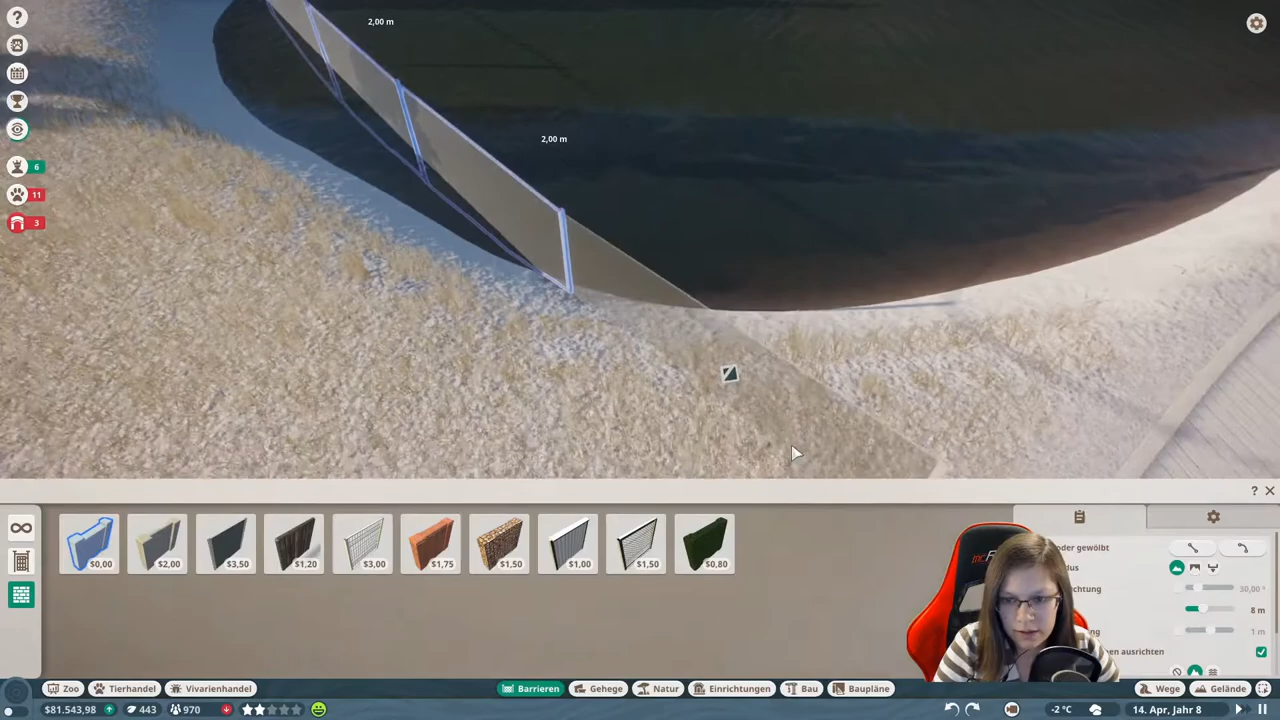 2,00 m
2,00 m
6
11
3
$0,00
$2,00
$3,50
$1,20
$3,00
$1,75
$1,50
$1,00
$1,50
$0,80
oder gewölbt
dus
ichtung
30,00 °
8 m
ng
1 m
en ausrichten
Zoo
Tierhandel
Vivarienhandel
Barrieren
Gehege
Natur
Einrichtungen
Bau
Baupläne
Wege
Gelände
$81.543,98
443
970
-2 °C
14. Apr, Jahr 8